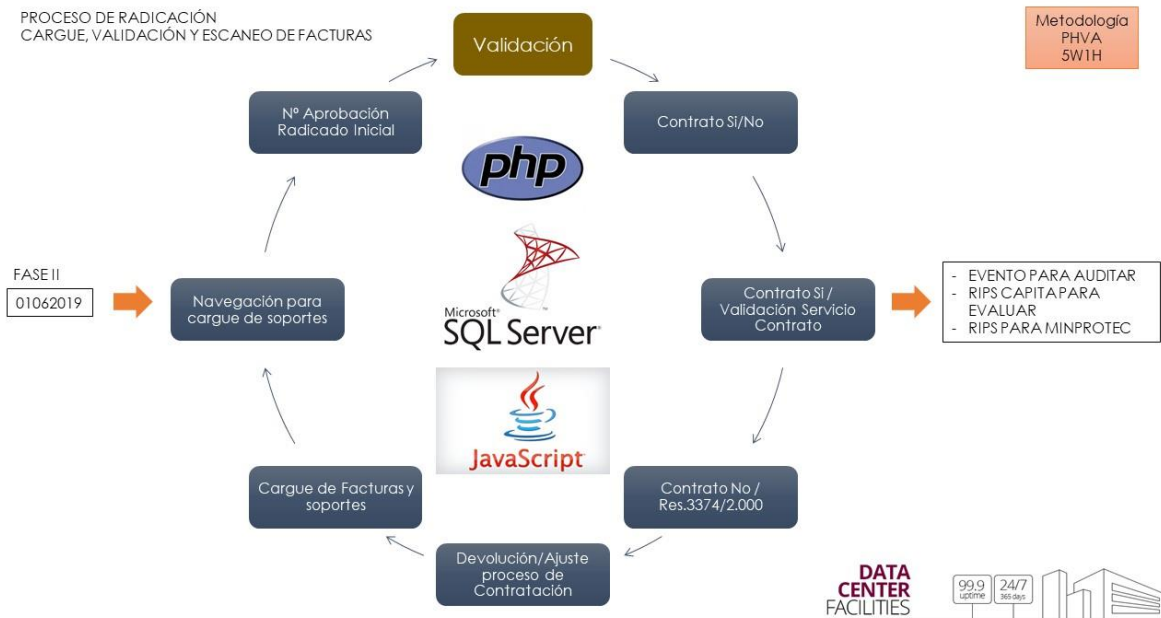 PROCESO DE RADICACIÓN
CARGUE, VALIDACIÓN Y ESCANEO DE FACTURAS
Metodología
PHVA
5W1H
Validación
Contrato Si/No
Contrato Si /
Validación Servicio
Contrato
- EVENTO PARA AUDITAR
- RIPS CAPITA PARA
EVALUAR
- RIPS PARA MINPROTEC
Contrato No /
Res.3374/2.000
Devolución/Ajuste
proceso de
Contratación
Cargue de Facturas y
soportes
Navegación para
cargue de soportes
FASE II
01062019
Nº Aprobación
Radicado Inicial
php
Microsoft®
SQL Server®
JavaScript
DATA
CENTER
FACILITIES
99.9
uptime
24/7
365 days